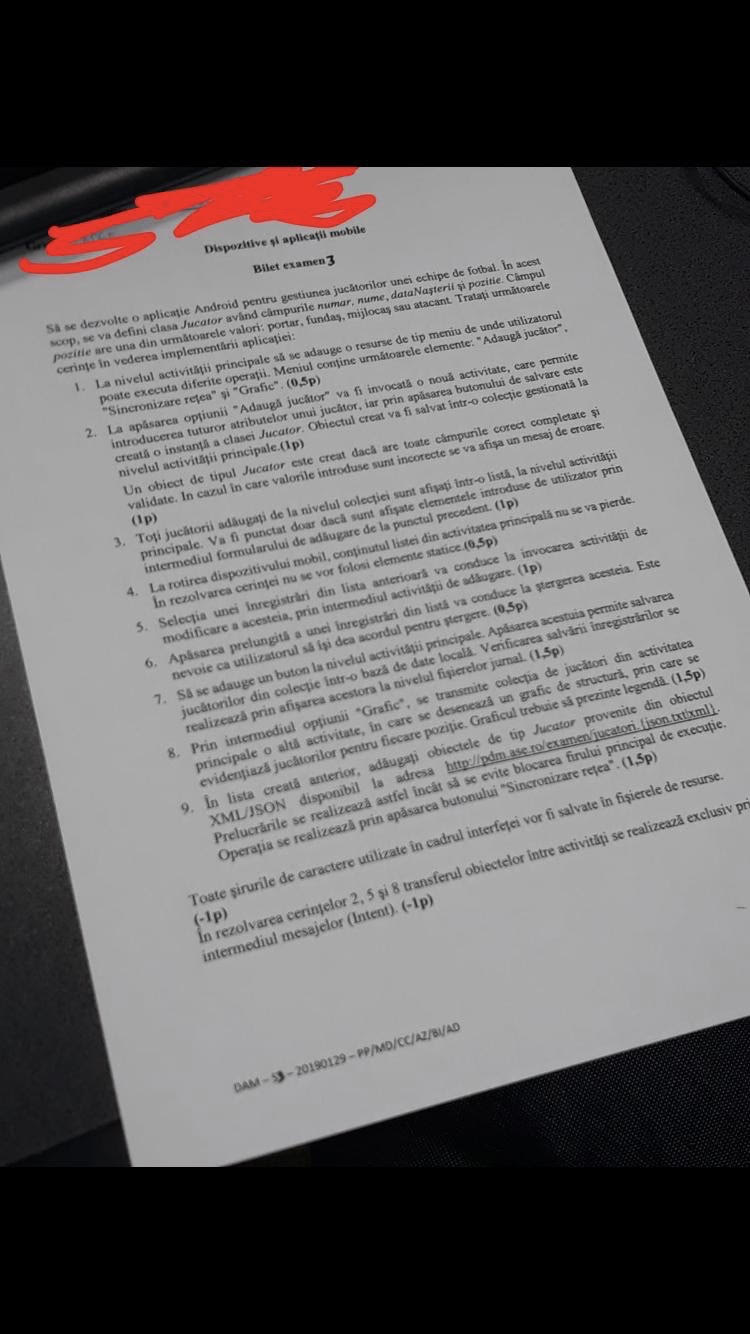 Dispozitive și aplicații mobile
Bilet examen 3
Să se dezvolte o aplicație Android pentru gestiunea jucătorilor unei echipe de fotbal. În acest
scop, se va defini clasa Jucator având câmpurile numar, nume, dataNașterii și pozitie. Câmpul
pozitie are una din următoarele valori: portar, fundaș, mijlocaș sau atacant. Tratați următoarele
cerințe în vederea implementării aplicației:
1. La nivelul activității principale să se adauge o resurse de tip meniu de unde utilizatorul
poate executa diferite operații. Meniul conține următoarele elemente: "Adaugă jucător",
"Sincronizare rețea" și "Grafic". (0,5p)
2. La apăsarea opțiunii "Adaugă jucător" va fi invocată o nouă activitate, care permite
introducerea tuturor atributelor unui jucător, iar prin apăsarea butonului de salvare este
creată o instanță a clasei Jucator. Obiectul creat va fi salvat într-o colecție gestionată la
nivelul activității principale.(1p)
Un obiect de tipul Jucator este creat dacă are toate câmpurile corect completate și
validate. In cazul în care valorile introduse sunt incorecte se va afișa un mesaj de eroare.
(1p)
3. Toți jucătorii adăugați de la nivelul colecției sunt afișați într-o listă, la nivelul activității
principale. Va fi punctat doar dacă sunt afișate elementele introduse de utilizator prin
intermediul formularului de adăugare de la punctul precedent. (1p)
4. La rotirea dispozitivului mobil, conținutul listei din activitatea principală nu se va pierde.
În rezolvarea cerinței nu se vor folosi elemente statice.(0,5p)
5. Selecția unei înregistrări din lista anterioară va conduce la invocarea activității de
modificare a acesteia, prin intermediul activității de adăugare. (1p)
6. Apăsarea prelungită a unei înregistrări din listă va conduce la ștergerea acesteia. Este
nevoie ca utilizatorul să își dea acordul pentru ștergere. (0,5p)
7. Să se adauge un buton la nivelul activității principale. Apăsarea acestuia permite salvarea
jucătorilor din colecție într-o bază de date locală. Verificarea salvării înregistrărilor se
realizează prin afișarea acestora la nivelul fișierelor jurnal. (1,5p)
8. Prin intermediul opțiunii "Grafic", se transmite colecția de jucători din activitatea
principale o altă activitate, în care se desenează un grafic de structură, prin care se
evidențiază jucătorilor pentru fiecare poziție. Graficul trebuie să prezinte legendă. (1,5p)
9. În lista creată anterior, adăugați obiectele de tip Jucator provenite din obiectul
XML/JSON disponibil la adresa http://pdm.ase.ro/examen/jucatori.{json.txt|xml}.
Prelucrările se realizează astfel încât să se evite blocarea firului principal de execuție.
Operația se realizează prin apăsarea butonului "Sincronizare rețea". (1,5p)
Toate șirurile de caractere utilizate în cadrul interfeței vor fi salvate în fișierele de resurse.
(-1p)
În rezolvarea cerințelor 2, 5 și 8 transferul obiectelor între activități se realizează exclusiv pri
intermediul mesajelor (Intent). (-1p)
DAM – S3 – 20190129 – PP/MD/CC/AZ/BI/AD